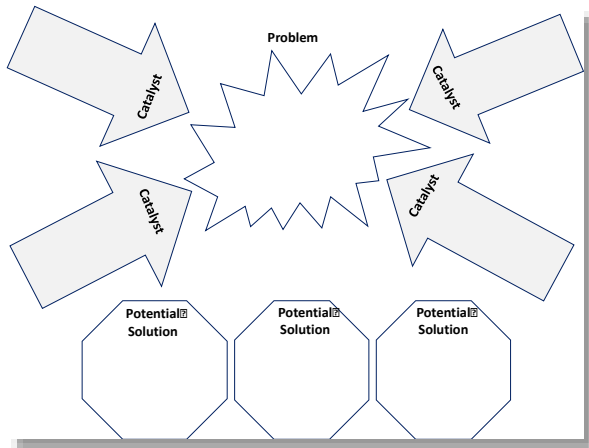 Problem
Catalyst
Catalyst
Catalyst
Catalyst
Potential
Solution
Potential
Solution
Potential
Solution